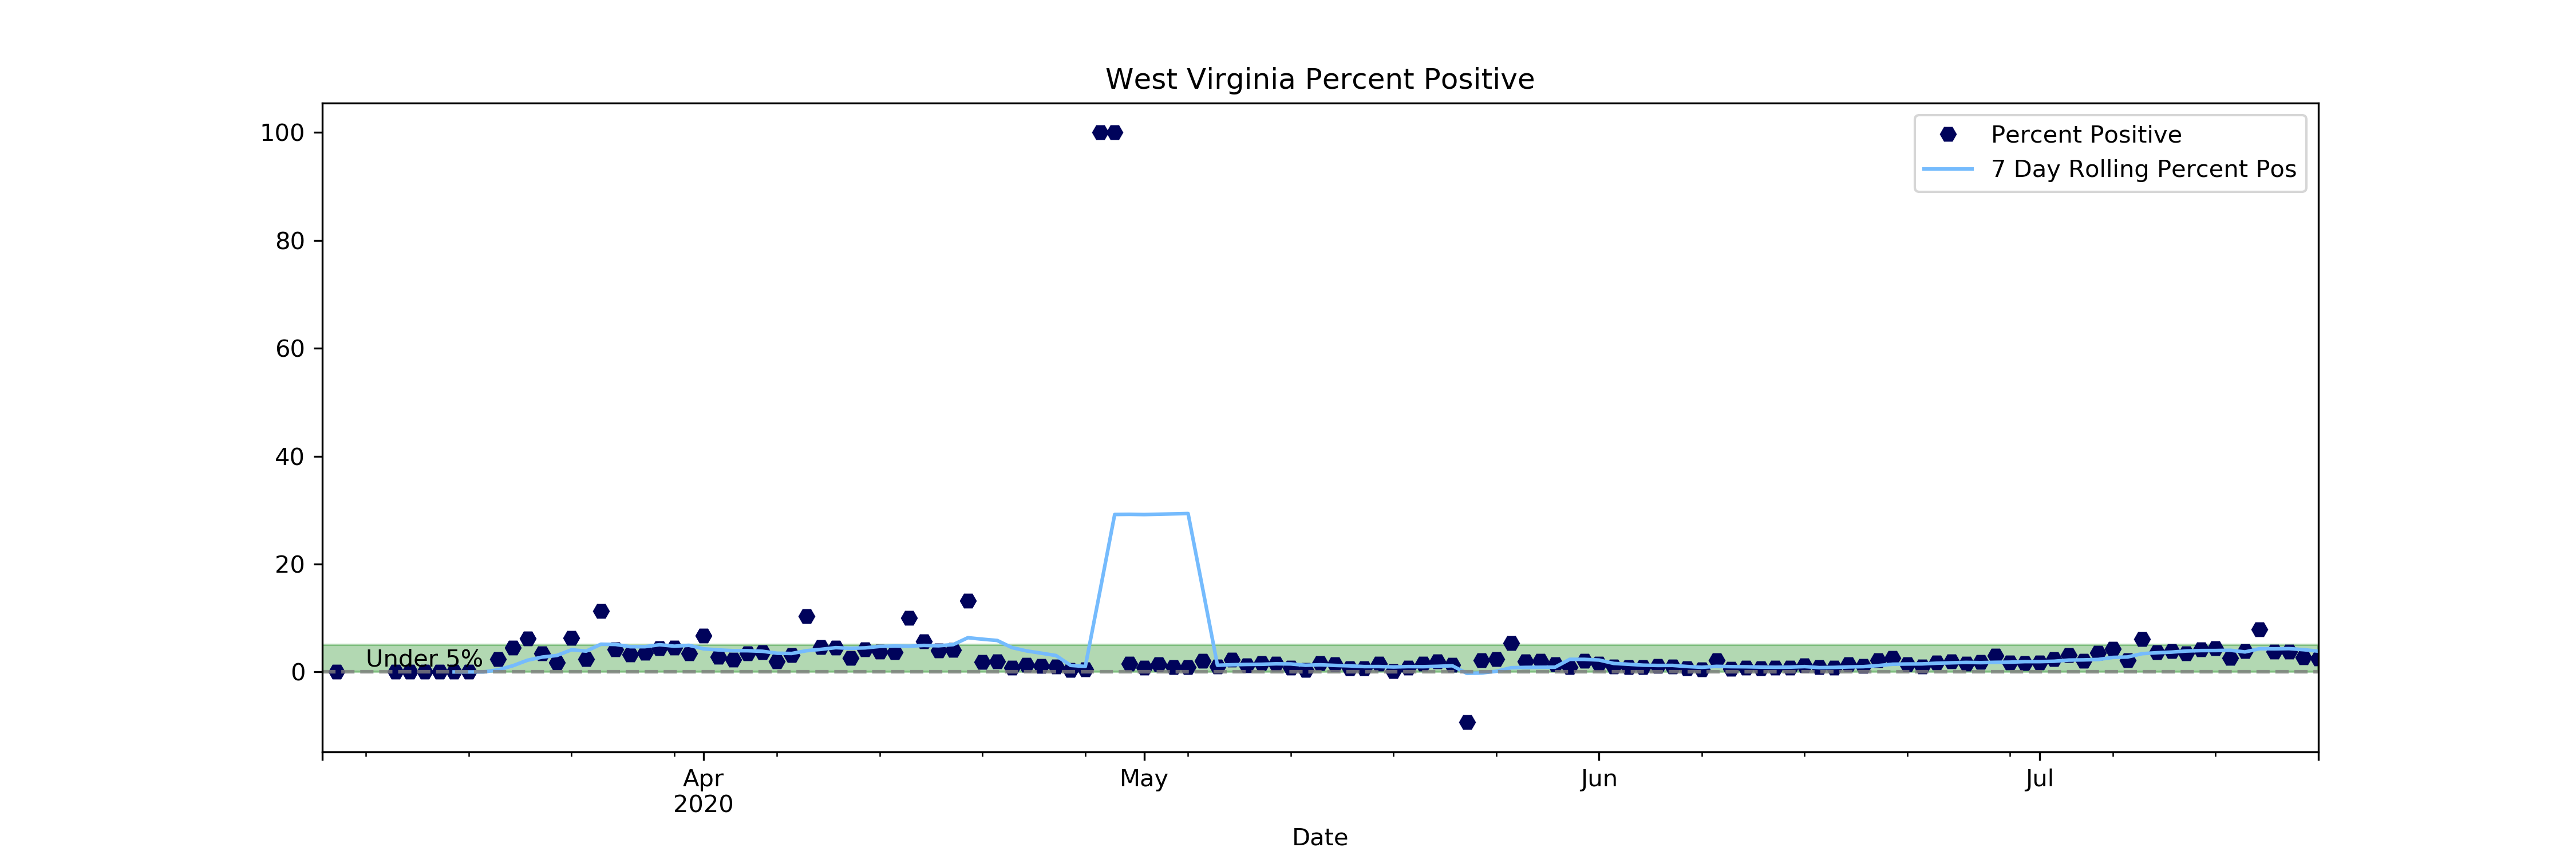 West Virginia Percent Positive
100
80
60
40
20
0
Percent Positive
7 Day Rolling Percent Pos
Under 5%
Apr
2020
May
Jun
Jul
Date